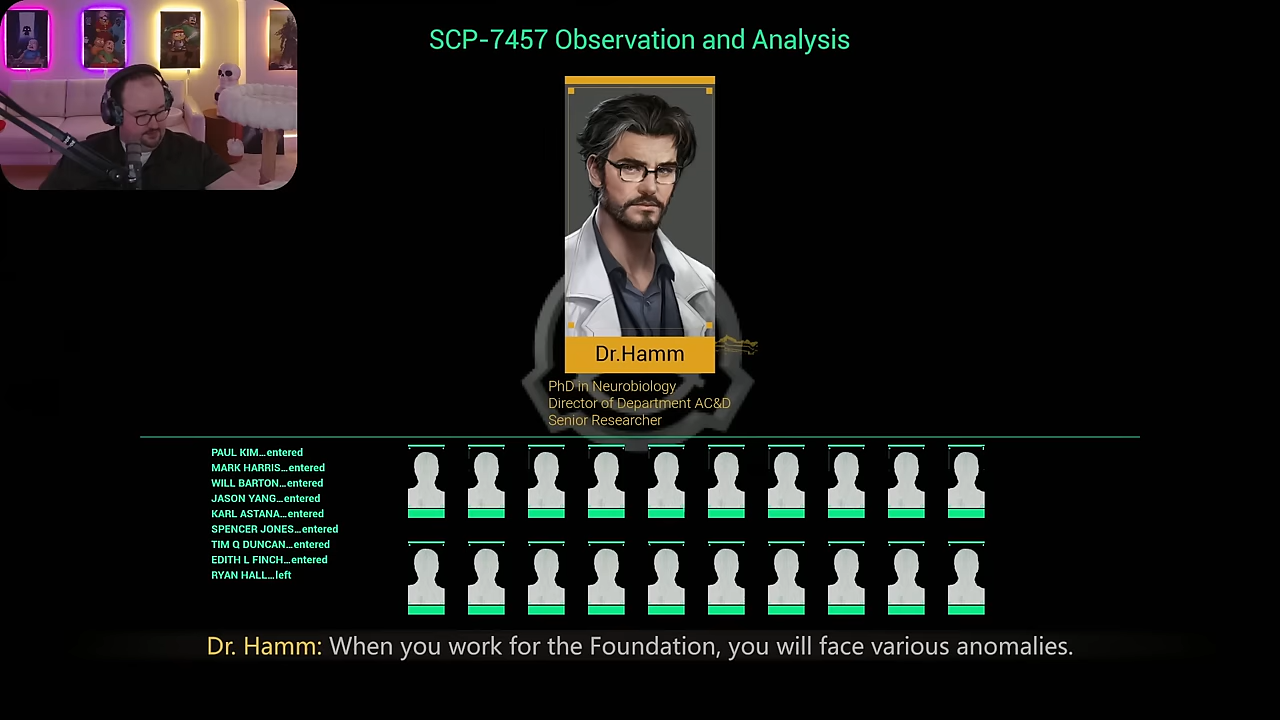 SCP-7457 Observation and Analysis
Dr.Hamm
PhD in Neurobiology
Director of Department AC&D
Senior Researcher
PAUL KIM...entered
MARK HARRIS...entered
WILL BARTON...entered
JASON YANG...entered
KARL ASTANA...entered
SPENCER JONES...entered
TIM Q DUNCAN...entered
EDITH L FINCH...entered
RYAN HALL...left
Dr. Hamm: When you work for the Foundation, you will face various anomalies.